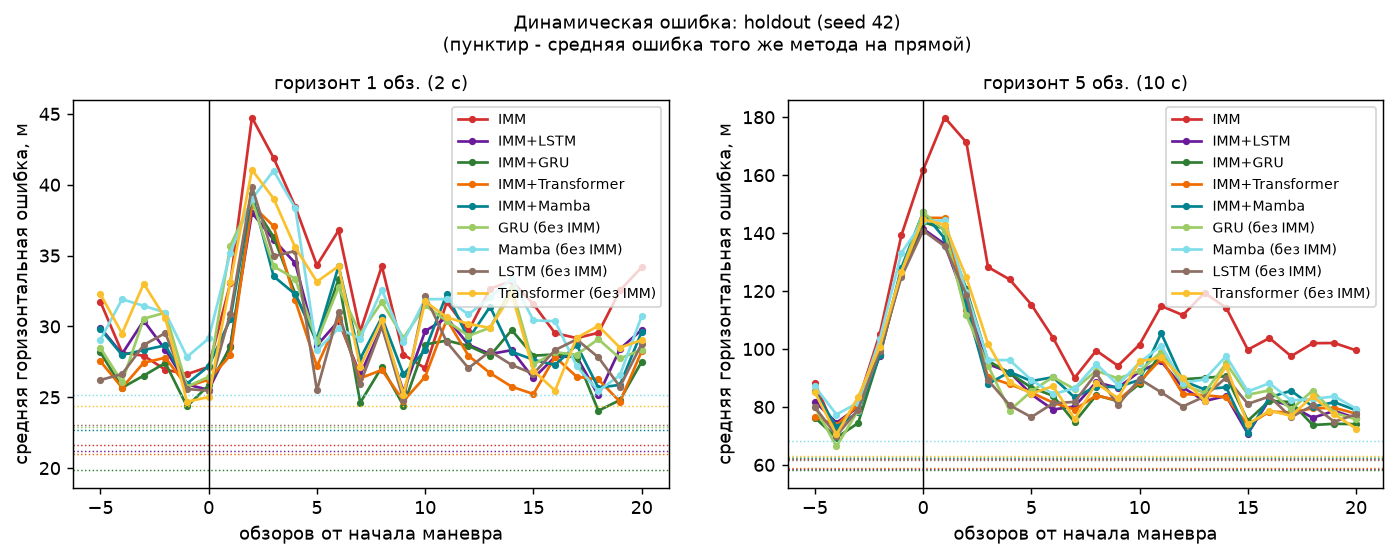 Динамическая ошибка: holdout (seed 42)
(пунктир - средняя ошибка того же метода на прямой)
горизонт 1 обз. (2 с)
средняя горизонтальная ошибка, м
45
40
35
30
25
20
−5
0
5
10
15
20
обзоров от начала маневра
IMM
IMM+LSTM
IMM+GRU
IMM+Transformer
IMM+Mamba
GRU (без IMM)
Mamba (без IMM)
LSTM (без IMM)
Transformer (без IMM)
горизонт 5 обз. (10 с)
средняя горизонтальная ошибка, м
180
160
140
120
100
80
60
−5
0
5
10
15
20
обзоров от начала маневра
IMM
IMM+LSTM
IMM+GRU
IMM+Transformer
IMM+Mamba
GRU (без IMM)
Mamba (без IMM)
LSTM (без IMM)
Transformer (без IMM)